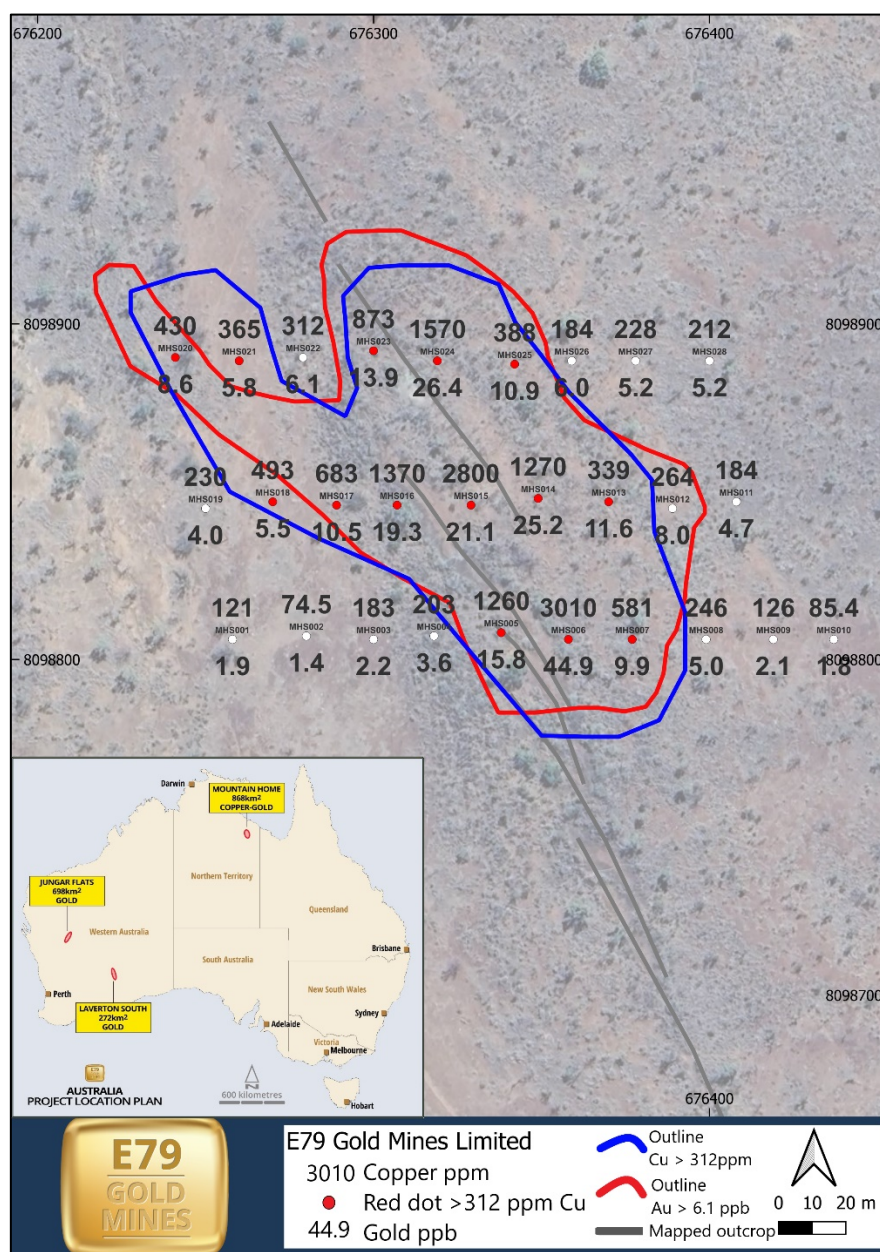 676200
676300
676400
8098900
8098900
430
365
312
873
1570
388
184
228
212
MHS020
MHS021
MHS022
MHS023
MHS024
MHS025
MHS026
MHS027
MHS028
8.6
5.8
6.1
13.9
26.4
10.9
6.0
5.2
5.2
230
493
683
1370
2800
1270
339
264
184
MHS019
MHS018
MHS017
MHS016
MHS015
MHS014
MHS013
MHS012
MHS011
4.0
5.5
10.5
19.3
21.1
25.2
11.6
8.0
4.7
121
74.5
183
203
1260
3010
581
246
126
85.4
MHS001
MHS002
MHS003
MHS005
MHS006
MHS007
MHS008
MHS009
MHS010
8098800
8098800
1.9
1.4
2.2
3.6
15.8
44.9
9.9
5.0
2.1
1.8
8098700
676400
Darwin
MOUNTAIN HOME
868km²
COPPER-GOLD
JUNGAR FLATS
698km²
GOLD
Northern Territory
Queensland
Western Australia
Brisbane
South Australia
New South Wales
Perth
LAVERTON SOUTH
272km²
GOLD
Sydney
Adelaide
Victoria
Melbourne
Hobart
E79
AUSTRALIA
PROJECT LOCATION PLAN
N
600 kilometres
E79
GOLD
MINES
E79 Gold Mines Limited
3010 Copper ppm
Red dot >312 ppm Cu
44.9 Gold ppb
Outline
Cu > 312ppm
Outline
Au > 6.1 ppb
Mapped outcrop
0 10 20 m